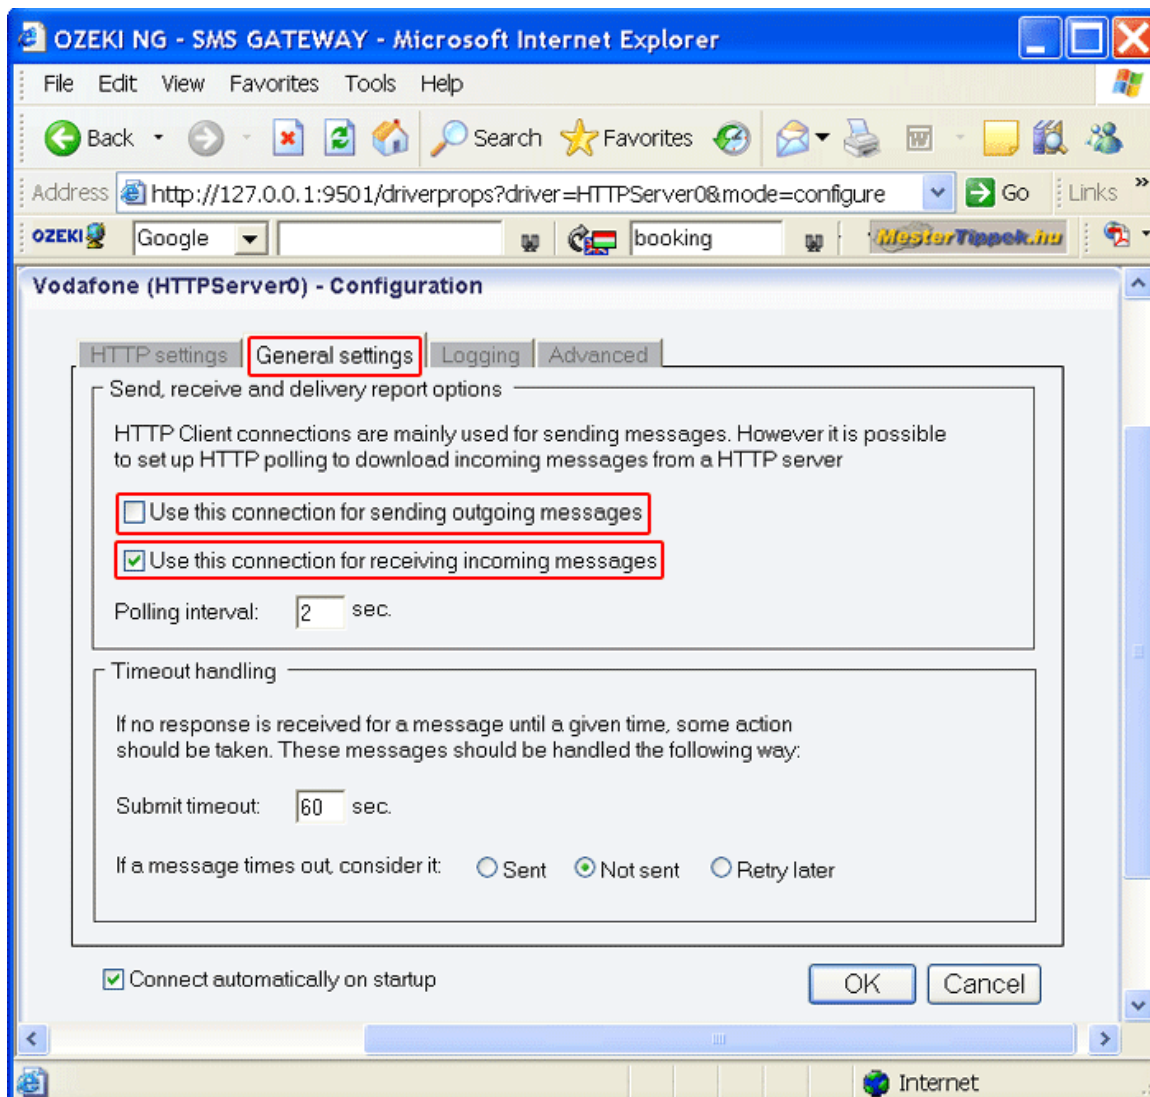 OZEKI NG - SMS GATEWAY - Microsoft Internet Explorer
File Edit View Favorites Tools Help
Back Search Favorites
Address http://127.0.0.1:9501/driverprops?driver=HTTPServer0&mode=configure Go Links »
OZEKI Google booking MesterTippek.hu
Vodafone (HTTPServer0) - Configuration
HTTP settings General settings Logging Advanced
Send, receive and delivery report options
HTTP Client connections are mainly used for sending messages. However it is possible
to set up HTTP polling to download incoming messages from a HTTP server
Use this connection for sending outgoing messages
Use this connection for receiving incoming messages
Polling interval: 2 sec.
Timeout handling
If no response is received for a message until a given time, some action
should be taken. These messages should be handled the following way:
Submit timeout: 60 sec.
If a message times out, consider it: Sent Not sent Retry later
Connect automatically on startup OK Cancel
Internet